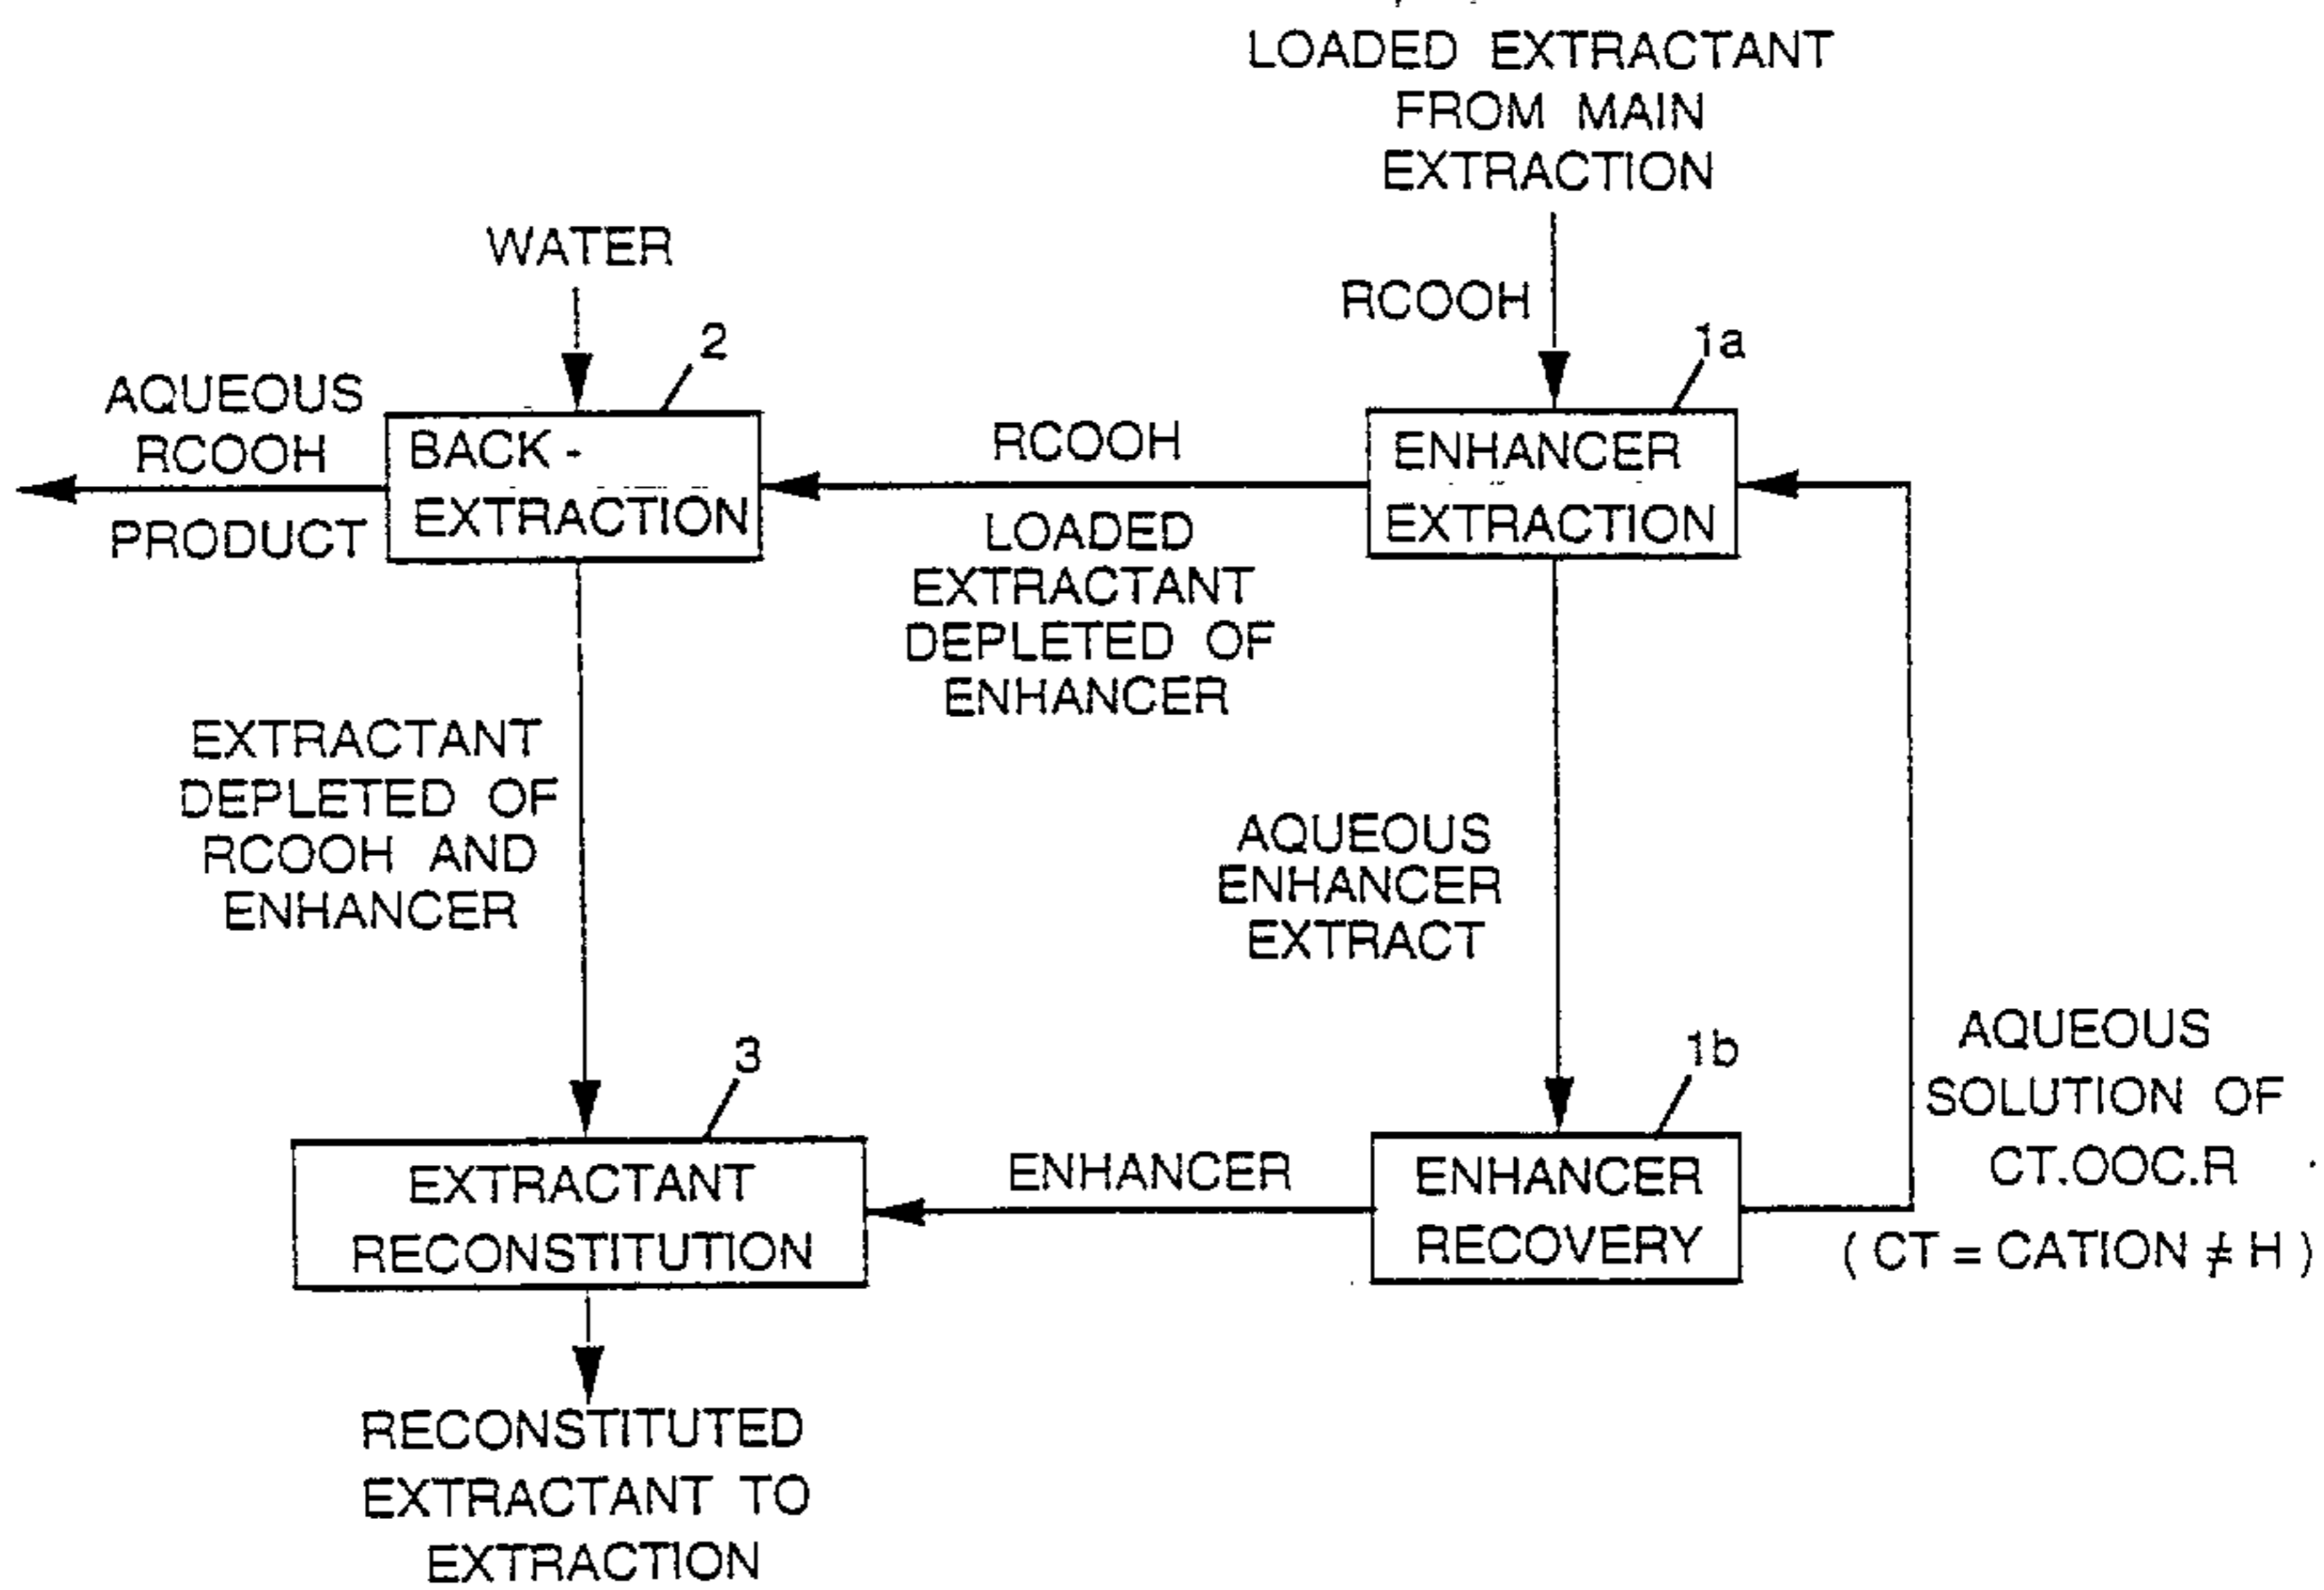 LOADED EXTRACTANT
FROM MAIN
EXTRACTION
WATER
RCOOH
2
1a
AQUEOUS
RCOOH
PRODUCT
BACK -
EXTRACTION
RCOOH
LOADED
EXTRACTANT
DEPLETED OF
ENHANCER
ENHANCER
EXTRACTION
EXTRACTANT
DEPLETED OF
RCOOH AND
ENHANCER
AQUEOUS
ENHANCER
EXTRACT
AQUEOUS
SOLUTION OF
CT.OOC.R
( CT = CATION ≠ H )
3
1b
EXTRACTANT
RECONSTITUTION
ENHANCER
ENHANCER
RECOVERY
RECONSTITUTED
EXTRACTANT TO
EXTRACTION